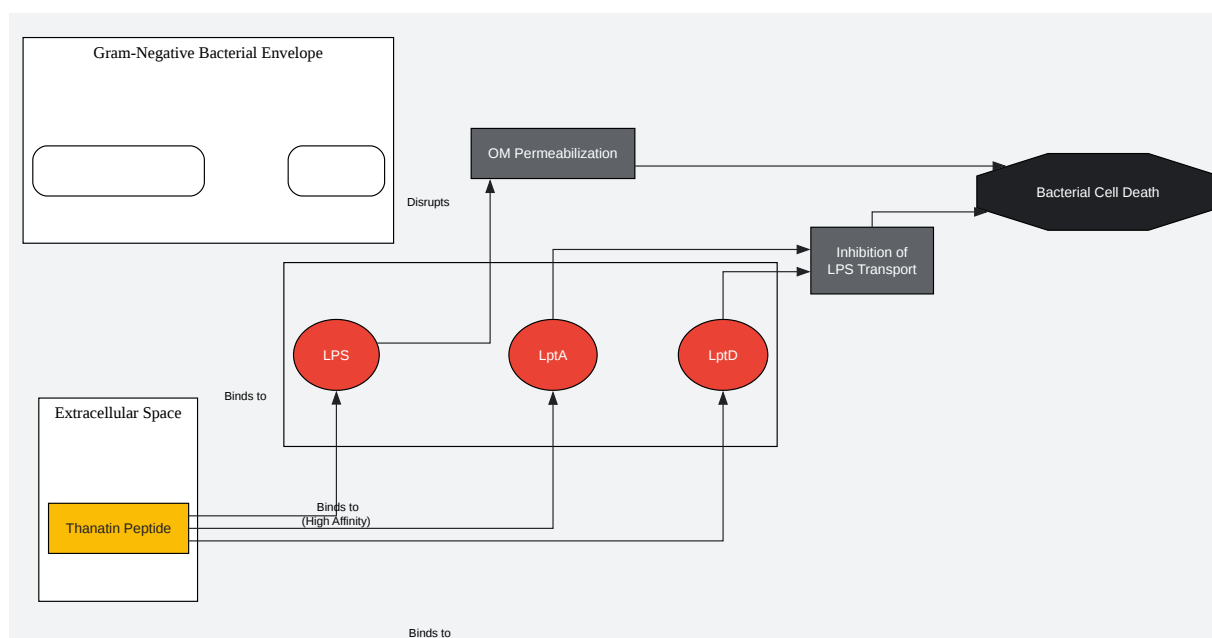 Gram-Negative Bacterial Envelope
OM Permeabilization
Bacterial Cell Death
Disrupts
Inhibition of
LPS Transport
LPS
LptA
LptD
Binds to
Extracellular Space
Binds to
(High Affinity)
Thanatin Peptide
Binds to